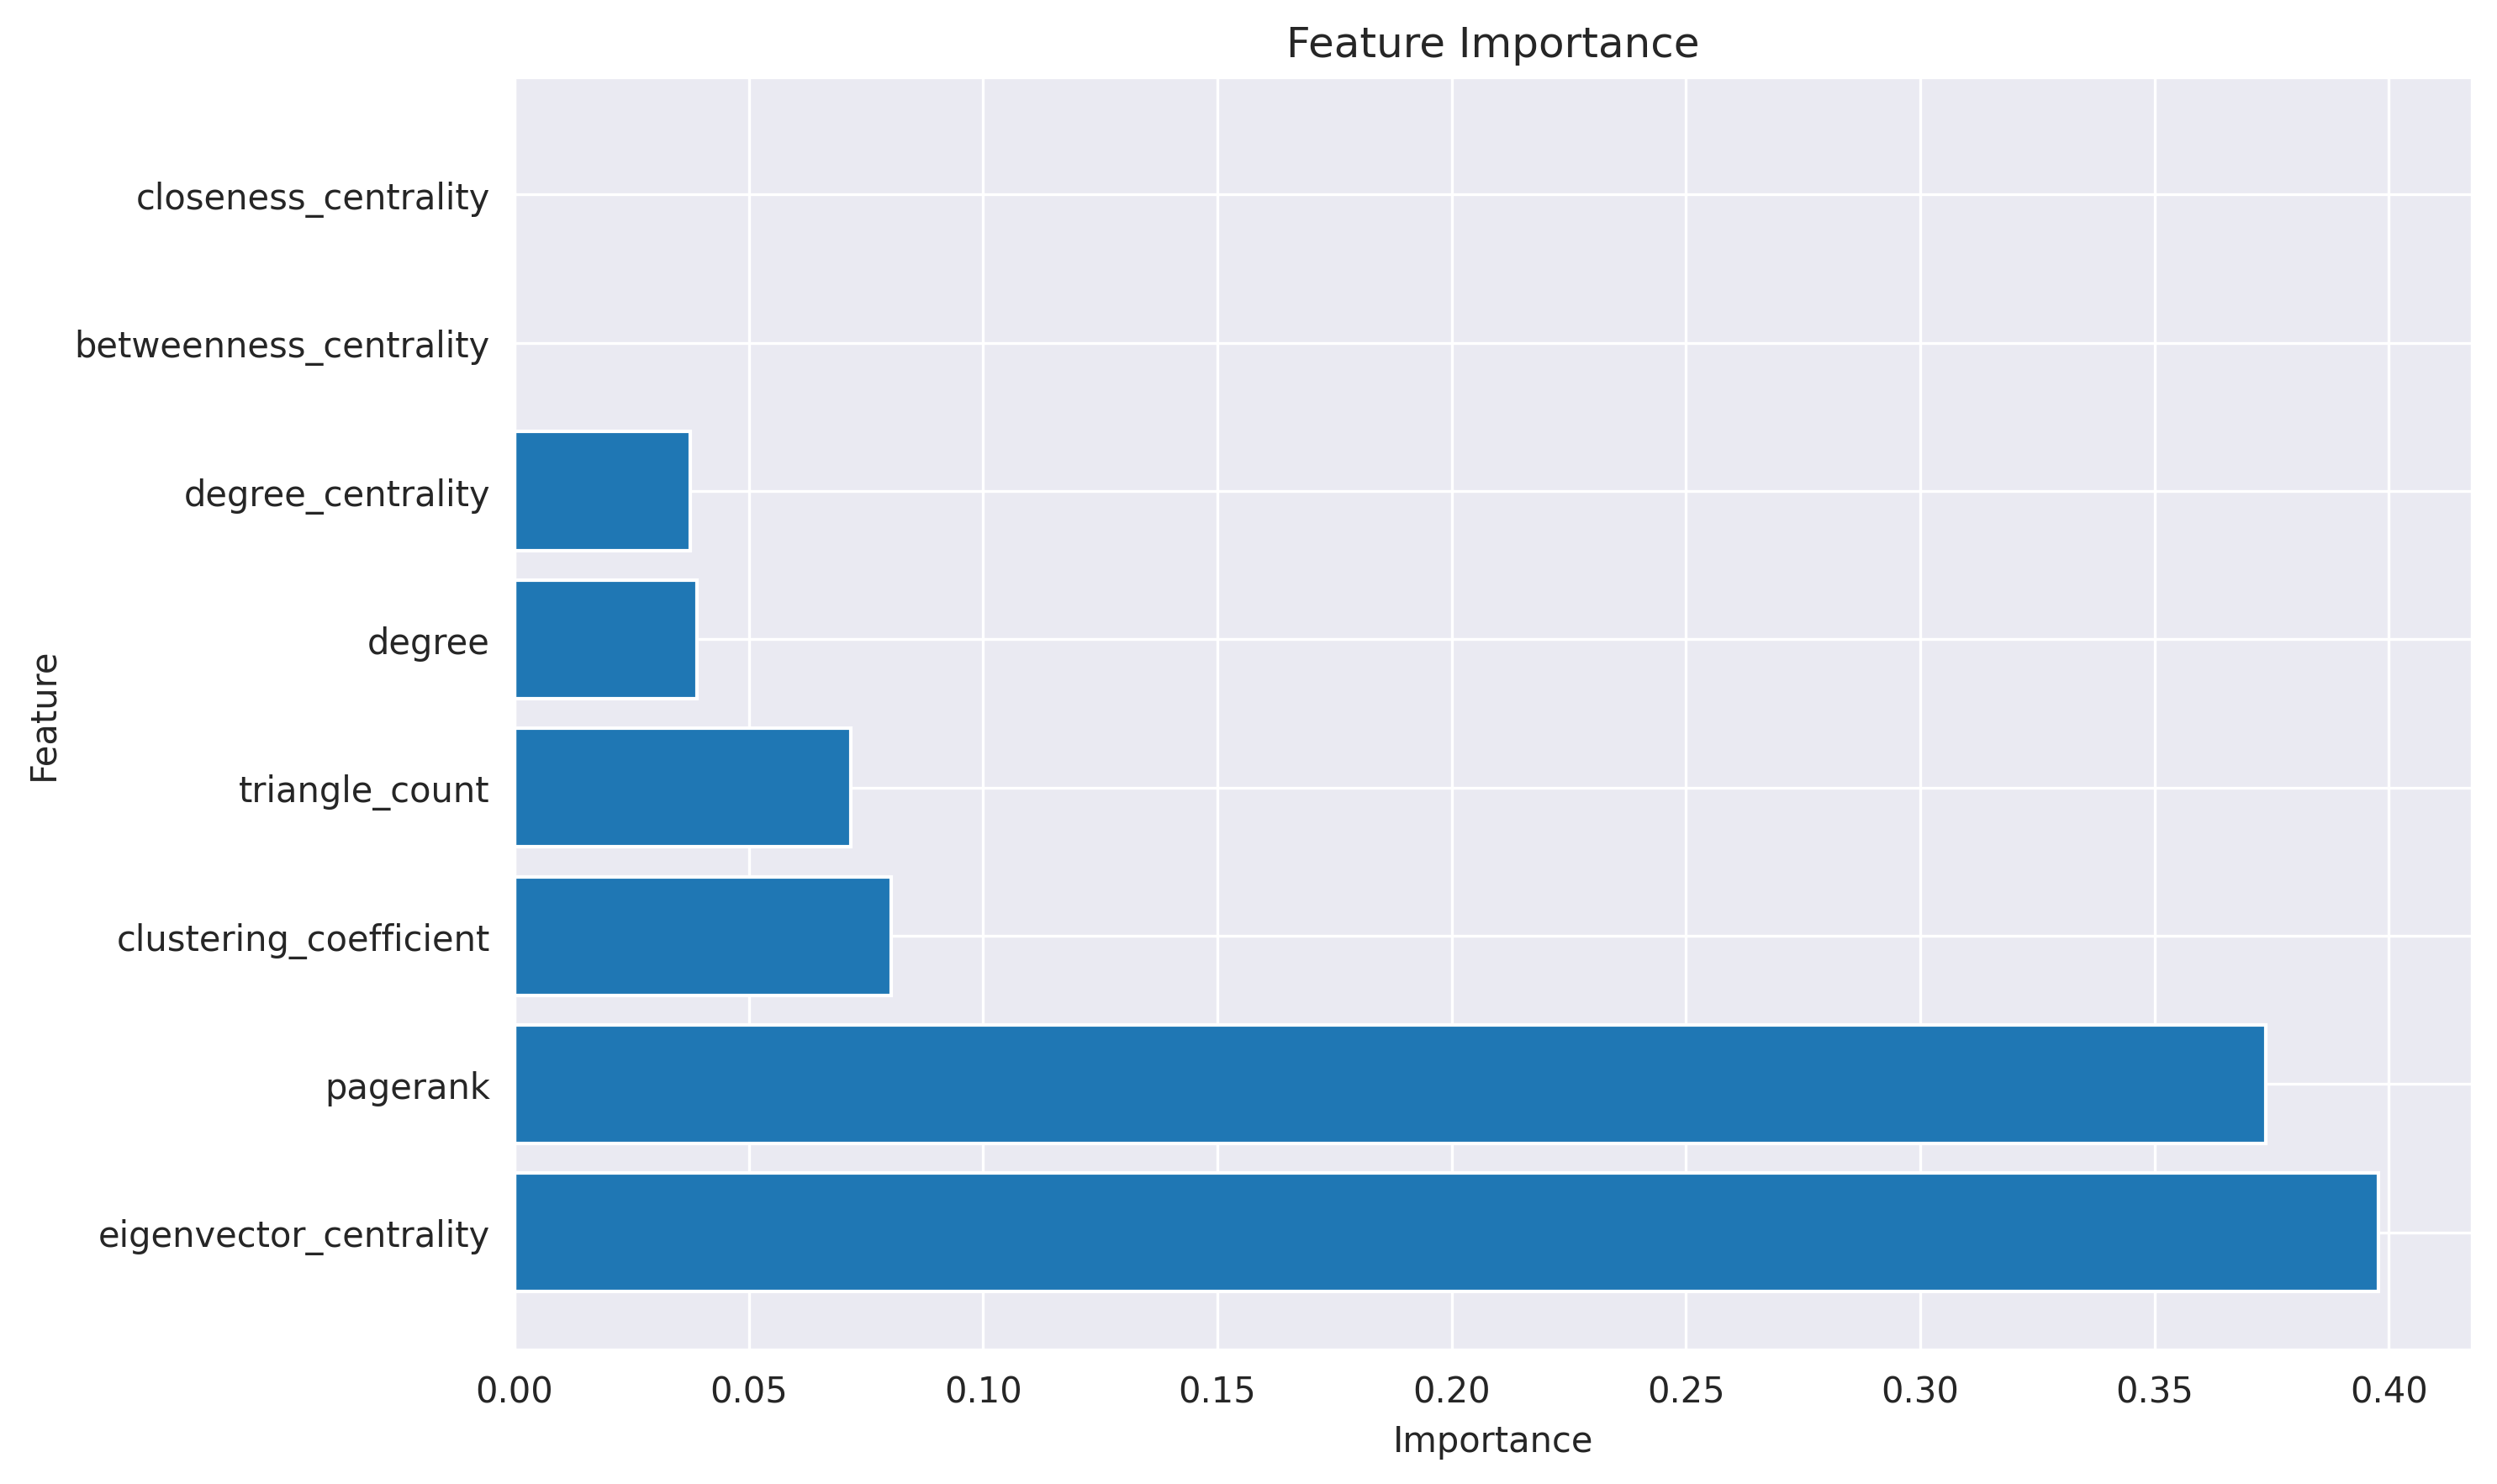 Feature Importance
closeness_centrality
betweenness_centrality
degree_centrality
degree
triangle_count
clustering_coefficient
pagerank
eigenvector_centrality
Feature
0.00 0.05 0.10 0.15 0.20 0.25 0.30 0.35 0.40
Importance